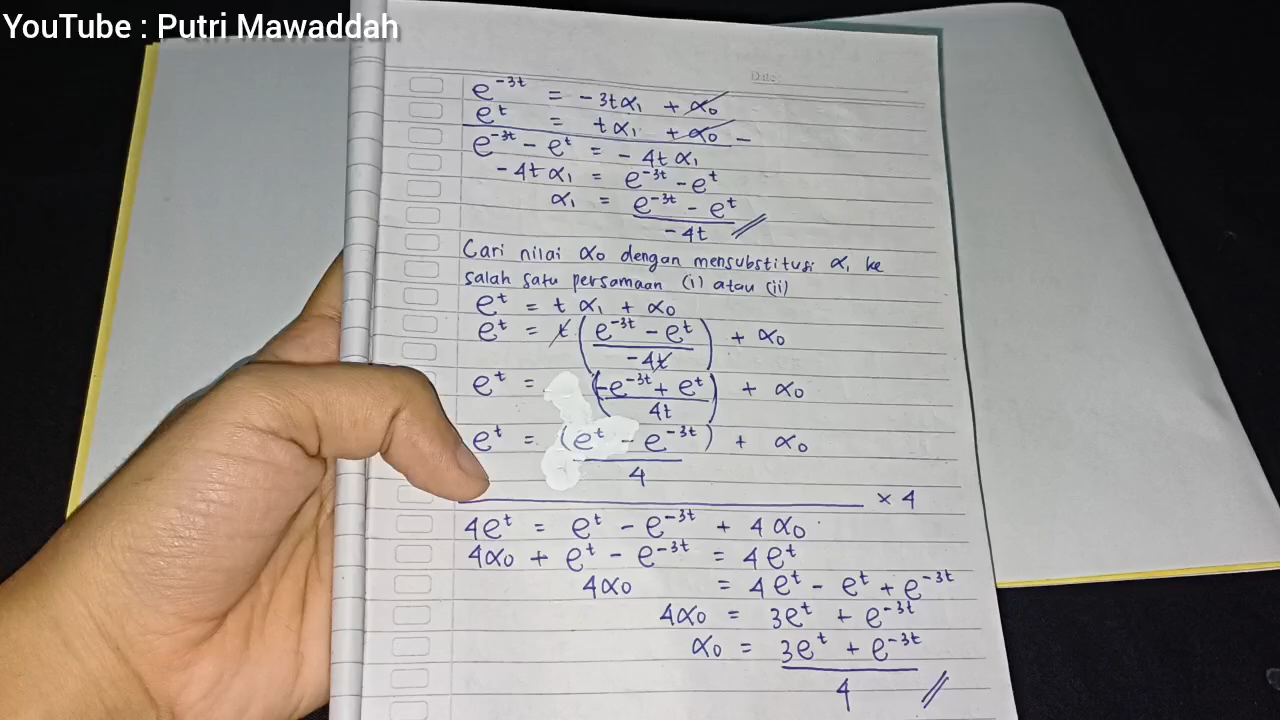 YouTube : Putri Mawaddah
Date
e^-3t = -3tα₁ + α₀
e^t = tα₁ + α₀ -
e^-3t - e^t = -4tα₁
-4tα₁ = e^-3t - e^t
α₁ = e^-3t - e^t
-4t
Cari nilai α₀ dengan mensubstitusi α₁ ke
salah satu persamaan (i) atau (ii)
e^t = t α₁ + α₀
e^t = t (e^-3t - e^t / -4t) + α₀
e^t = (-e^-3t + e^t / 4t) + α₀
e^t = (e^t - e^-3t) + α₀
4
× 4
4e^t = e^t - e^-3t + 4α₀
4α₀ + e^t - e^-3t = 4e^t
4α₀ = 4e^t - e^t + e^-3t
4α₀ = 3e^t + e^-3t
α₀ = 3e^t + e^-3t
4